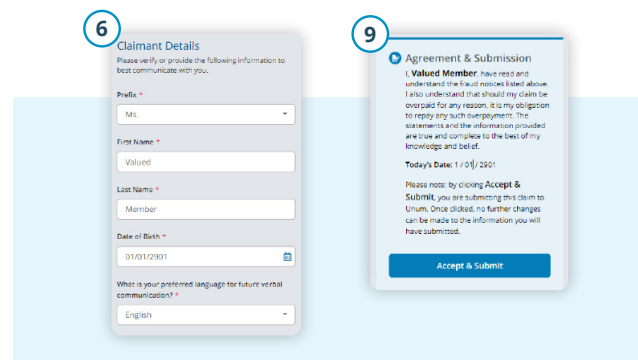 6
Claimant Details
Please verify or provide the following information to
best communicate with you.
Prefix *
Ms.
First Name *
Valued
Last Name *
Member
Date of Birth *
01/01/2901
What is your preferred language for future verbal
communication? *
English
9
Agreement & Submission
I, Valued Member, have read and
understand the fraud notices listed above.
I also understand that should my claim be
overpaid for any reason, it is my obligation
to repay any such overpayment. The
statements and the information provided
are true and complete to the best of my
knowledge and belief.
Today's Date: 1 / 01 / 2901
Please note: by clicking Accept &
Submit, you are submitting this claim to
Unum. Once clicked, no further changes
can be made to the information you will
have submitted.
Accept & Submit